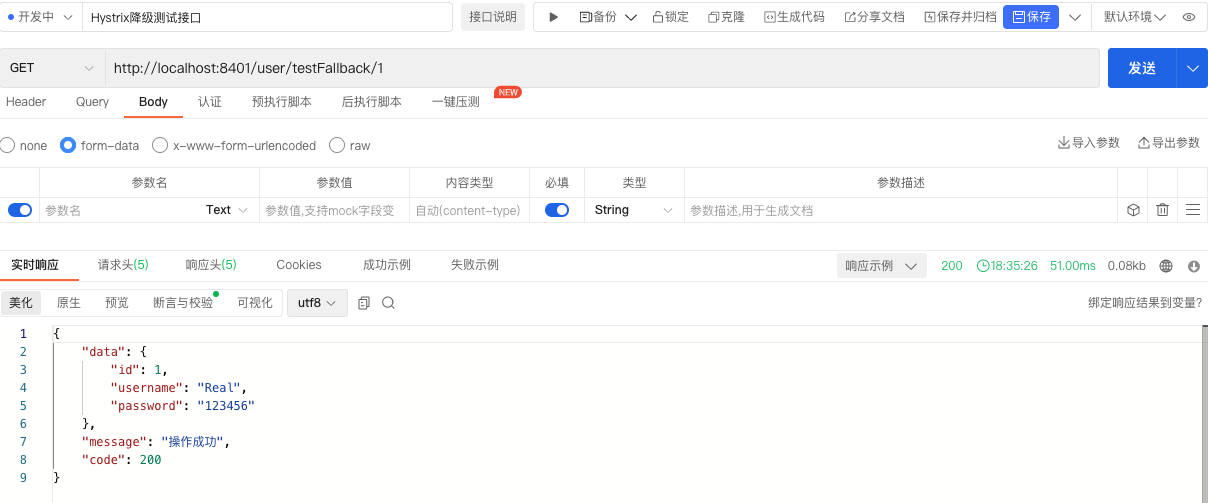 开发中 Hystrix降级测试接口 接口说明 备份 锁定 克隆 生成代码 分享文档 保存并归档 保存 默认环境
GET http://localhost:8401/user/testFallback/1 发送
Header Query Body 认证 预执行脚本 后执行脚本 一键压测 NEW
none form-data x-www-form-urlencoded raw 导入参数 导出参数
参数名 参数值 内容类型 必填 类型 参数描述
参数名 Text 参数值,支持mock字段变 自动(content-type) String 参数描述,用于生成文档
实时响应 请求头(5) 响应头(5) Cookies 成功示例 失败示例 响应示例 200 18:35:26 51.00ms 0.08kb
美化 原生 预览 断言与校验 可视化 utf8 绑定响应结果到变量?
1 {
2 "data": {
3 "id": 1,
4 "username": "Real",
5 "password": "123456"
6 },
7 "message": "操作成功",
8 "code": 200
9 }